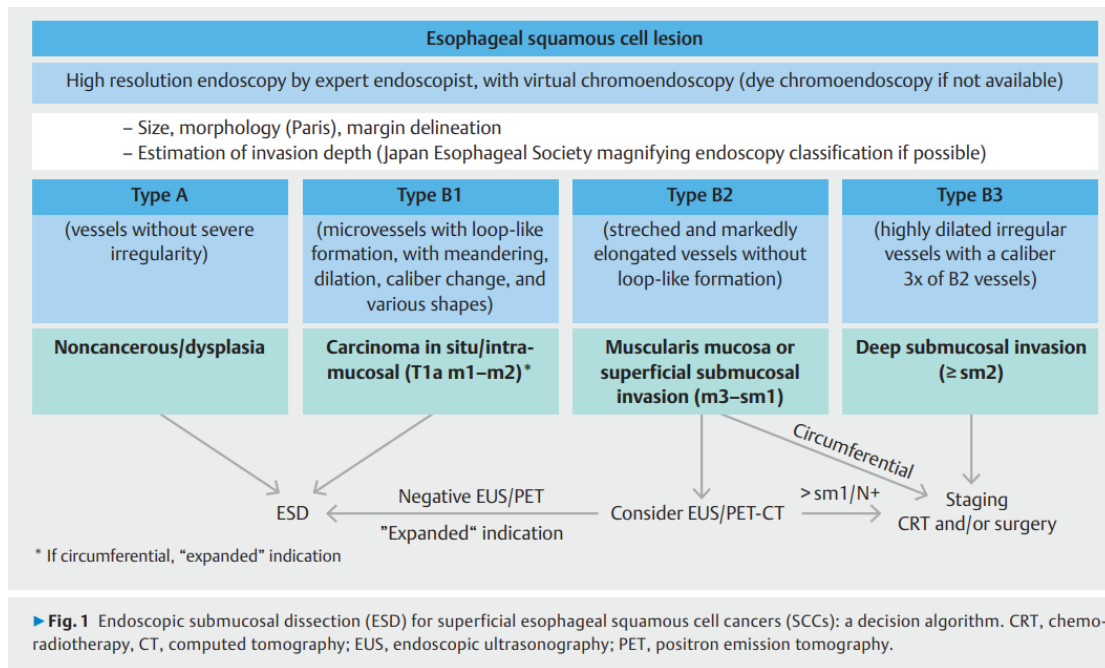 Esophageal squamous cell lesion
High resolution endoscopy by expert endoscopist, with virtual chromoendoscopy (dye chromoendoscopy if not available)
– Size, morphology (Paris), margin delineation
– Estimation of invasion depth (Japan Esophageal Society magnifying endoscopy classification if possible)
Type A
(vessels without severe
irregularity)
Noncancerous/dysplasia
Type B1
(microvessels with loop-like
formation, with meandering,
dilation, caliber change, and
various shapes)
Carcinoma in situ/intra-
mucosal (T1a m1–m2)*
Type B2
(streched and markedly
elongated vessels without
loop-like formation)
Muscularis mucosa or
superficial submucosal
invasion (m3–sm1)
Type B3
(highly dilated irregular
vessels with a caliber
3x of B2 vessels)
Deep submucosal invasion
(≥ sm2)
Circumferential
ESD
Negative EUS/PET
”Expanded“ indication
Consider EUS/PET-CT
> sm1/N+
Staging
CRT and/or surgery
* If circumferential, “expanded” indication
▶ Fig. 1 Endoscopic submucosal dissection (ESD) for superficial esophageal squamous cell cancers (SCCs): a decision algorithm. CRT, chemo-
radiotherapy, CT, computed tomography; EUS, endoscopic ultrasonography; PET, positron emission tomography.